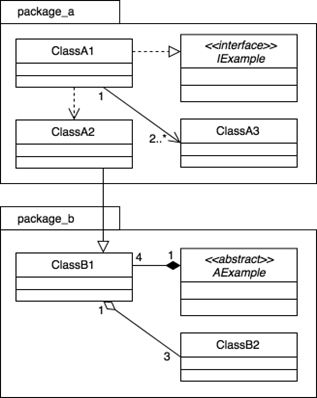 package_a
ClassA1
<<interface>>
IExample
1
ClassA2
2..*
ClassA3
package_b
ClassB1
4
1
<<abstract>>
AExample
1
3
ClassB2